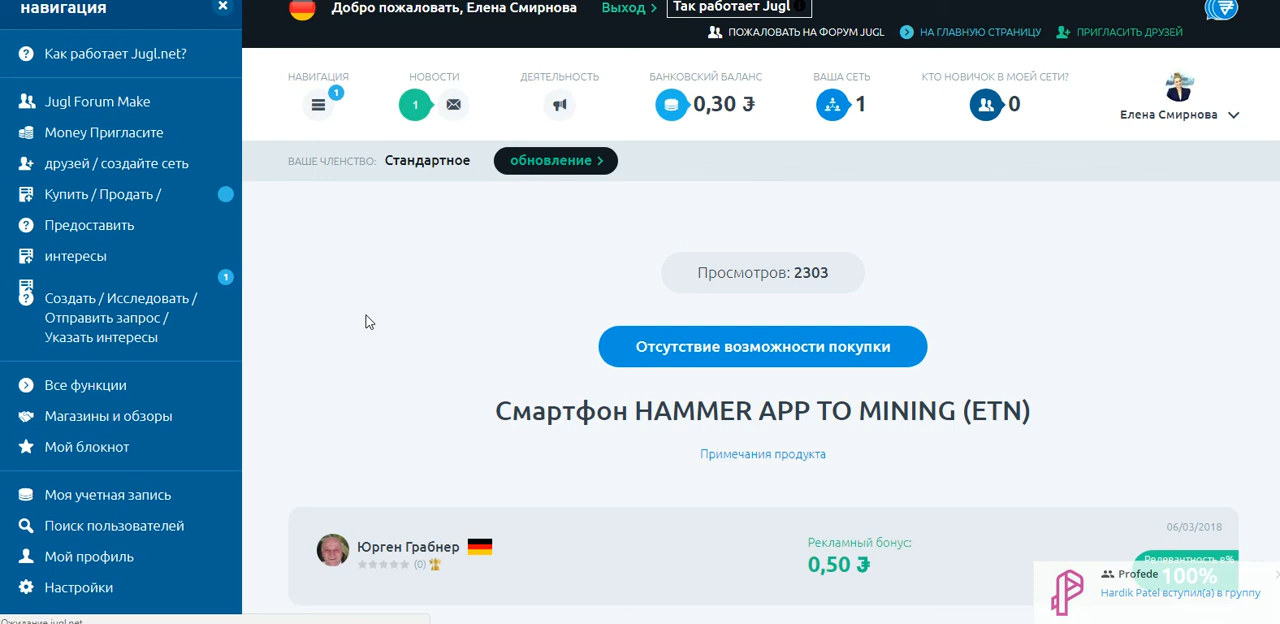 навигация
Как работает Jugl.net?
Jugl Forum Make
Money Пригласите
друзей / создайте сеть
Купить / Продать /
Предоставить
интересы
1
Создать / Исследовать /
Отправить запрос /
Указать интересы
Все функции
Магазины и обзоры
Мой блокнот
Моя учетная запись
Поиск пользователей
Мой профиль
Настройки
Ожидание jugl.net
Добро пожаловать, Елена Смирнова
Выход
Так работает Jugl
ПОЖАЛОВАТЬ НА ФОРУМ JUGL
НА ГЛАВНУЮ СТРАНИЦУ
ПРИГЛАСИТЬ ДРУЗЕЙ
НАВИГАЦИЯ
1
НОВОСТИ
1
ДЕЯТЕЛЬНОСТЬ
БАНКОВСКИЙ БАЛАНС
0,30
ВАША СЕТЬ
1
КТО НОВИЧОК В МОЕЙ СЕТИ?
0
Елена Смирнова
ВАШЕ ЧЛЕНСТВО: Стандартное
обновление
Просмотров: 2303
Отсутствие возможности покупки
Смартфон HAMMER APP TO MINING (ETN)
Примечания продукта
06/03/2018
Юрген Грабнер
(0)
Рекламный бонус:
0,50
Релевантность в%
100%
Profede
Hardik Patel вступил(а) в группу